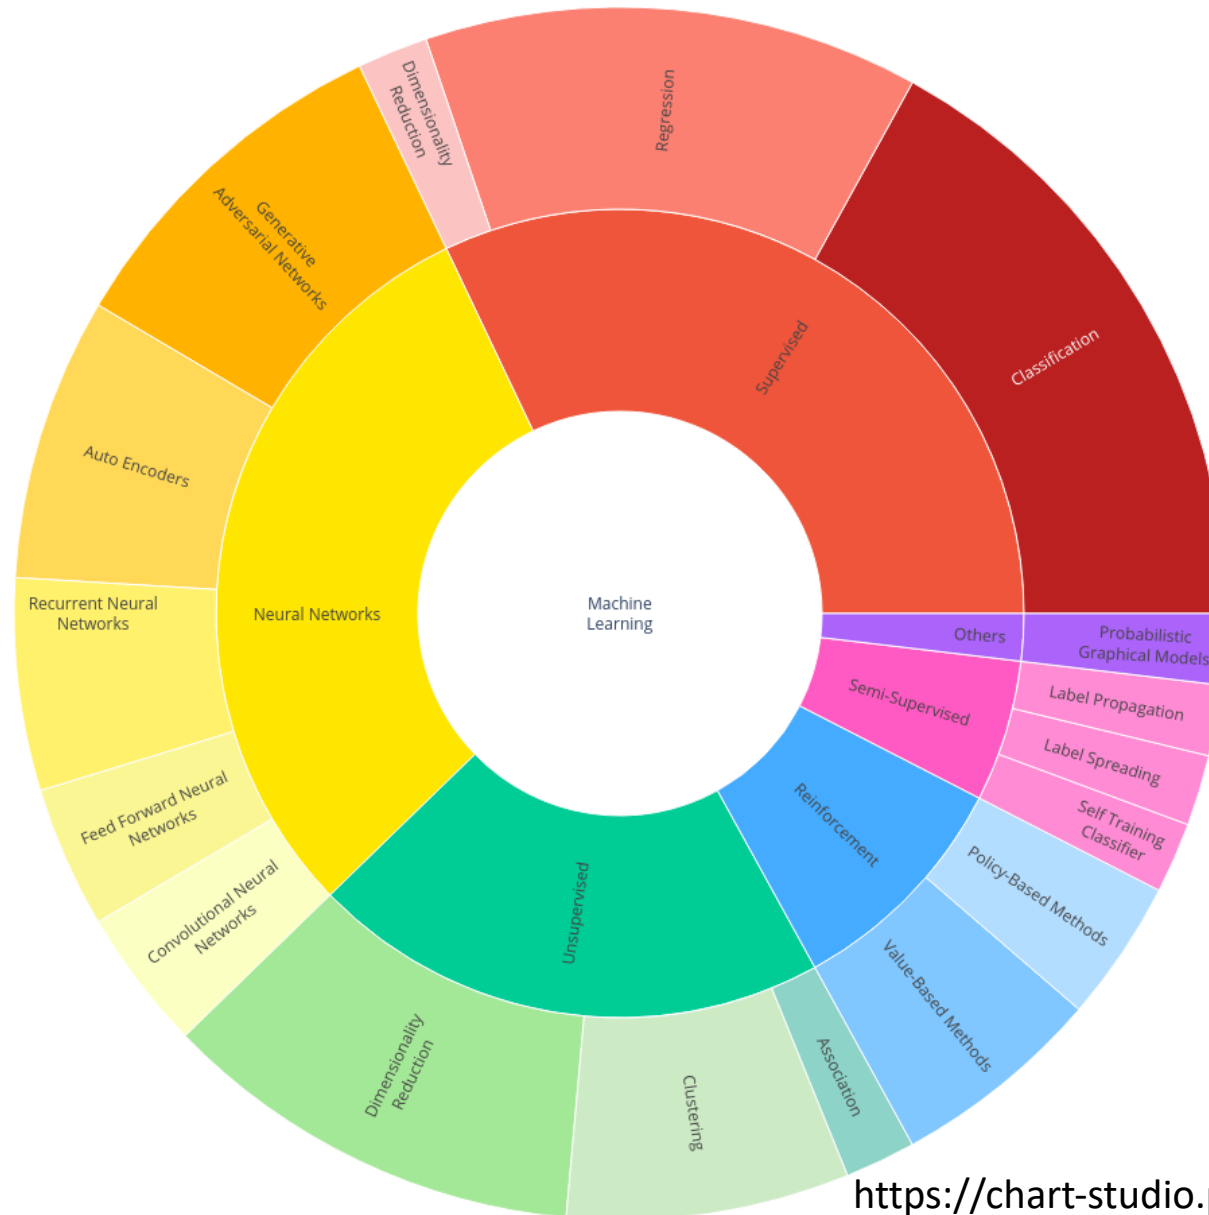 Dimensionality
Reduction
Regression
Generative
Adversarial Networks
Classification
Supervised
Auto Encoders
Recurrent Neural
Networks
Neural Networks
Machine
Learning
Others
Probabilistic
Graphical Models
Semi-Supervised
Label Propagation
Label Spreading
Self Training
Classifier
Feed Forward Neural
Networks
Reinforcement
Policy-Based Methods
Convolutional Neural
Networks
Unsupervised
Value-Based Methods
Dimensionality
Reduction
Clustering
Association
https://chart-studio.